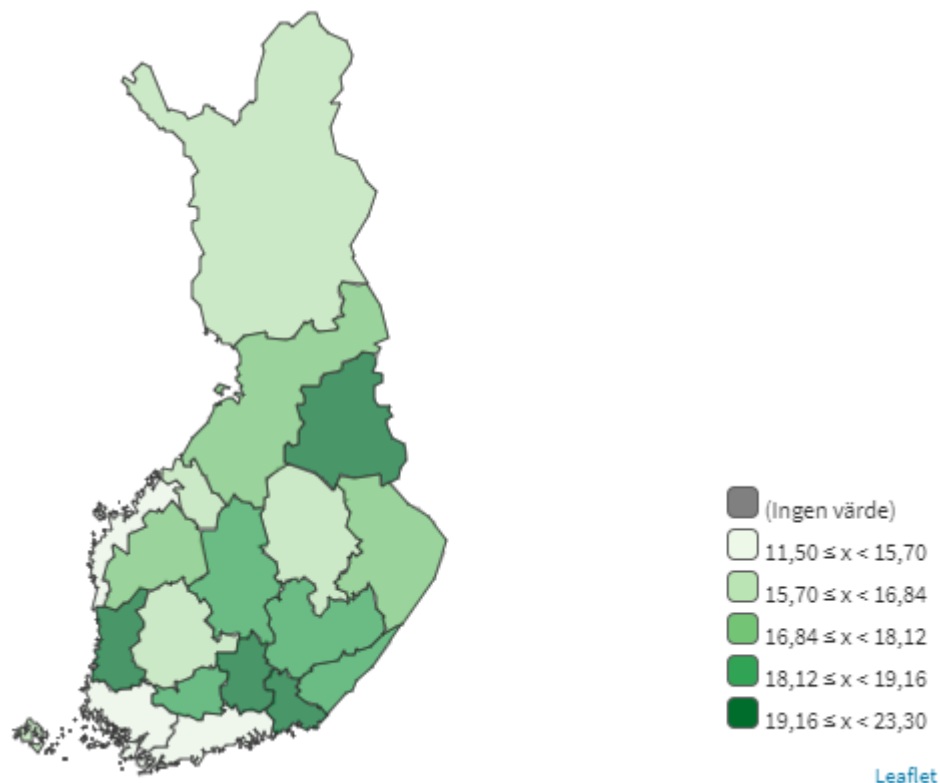 (Ingen värde)
11,50 ≤ x < 15,70
15,70 ≤ x < 16,84
16,84 ≤ x < 18,12
18,12 ≤ x < 19,16
19,16 ≤ x < 23,30
Leaflet